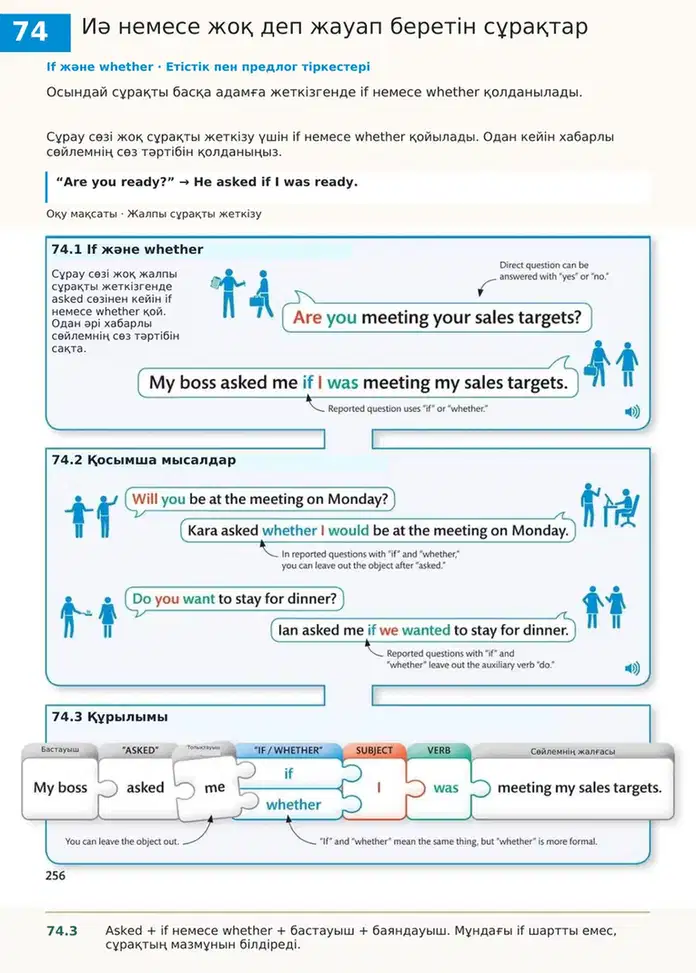 74
Иә немесе жоқ деп жауап беретін сұрақтар
If және whether · Етістік пен предлог тіркестері
Осындай сұрақты басқа адамға жеткізгенде if немесе whether қолданылады.
Сұрау сөзі жоқ сұрақты жеткізу үшін if немесе whether қойылады. Одан кейін хабарлы
сөйлемнің сөз тәртібін қолданыңыз.
“Are you ready?” → He asked if I was ready.
Оқу мақсаты · Жалпы сұрақты жеткізу
74.1 If және whether
Сұрау сөзі жоқ жалпы
сұрақты жеткізгенде
asked сөзінен кейін if
немесе whether қой.
Одан әрі хабарлы
сөйлемнің сөз тәртібін
сақта.
Direct question can be
answered with “yes” or “no.”
Are you meeting your sales targets?
My boss asked me if I was meeting my sales targets.
Reported question uses “if” or “whether.”
74.2 Қосымша мысалдар
Will you be at the meeting on Monday?
Kara asked whether I would be at the meeting on Monday.
In reported questions with “if” and “whether,”
you can leave out the object after “asked.”
Do you want to stay for dinner?
Ian asked me if we wanted to stay for dinner.
Reported questions with “if” and
“whether” leave out the auxiliary verb “do.”
74.3 Құрылымы
Бастауыш "ASKED" Толықтауыш "IF / WHETHER" SUBJECT VERB Сөйлемнің жалғасы
My boss asked me if I was meeting my sales targets.
whether
You can leave the object out.
“If” and “whether” mean the same thing, but “whether” is more formal.
256
74.3 Asked + if немесе whether + бастауыш + баяндауыш. Мұндағы if шартты емес,
сұрақтың мазмұнын білдіреді.